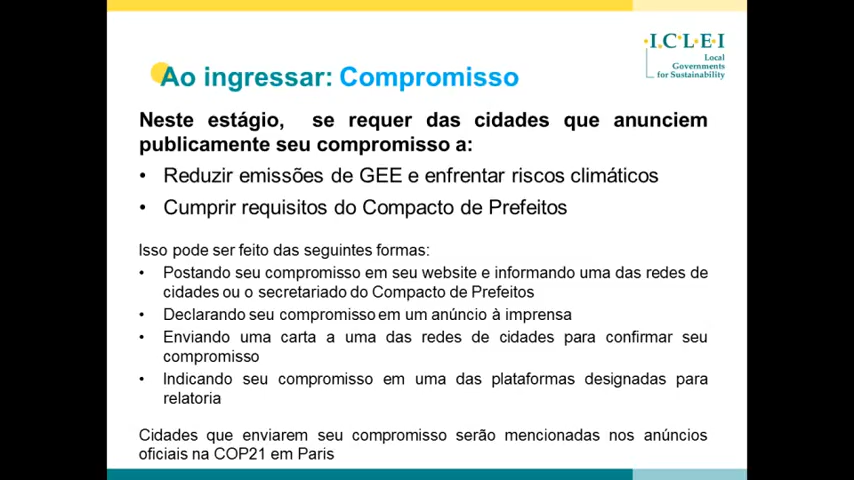 I.C.L.E.I
Local
Governments
for Sustainability
Ao ingressar: Compromisso
Neste estágio, se requer das cidades que anunciem
publicamente seu compromisso a:
• Reduzir emissões de GEE e enfrentar riscos climáticos
• Cumprir requisitos do Compacto de Prefeitos
Isso pode ser feito das seguintes formas:
• Postando seu compromisso em seu website e informando uma das redes de
cidades ou o secretariado do Compacto de Prefeitos
• Declarando seu compromisso em um anúncio à imprensa
• Enviando uma carta a uma das redes de cidades para confirmar seu
compromisso
• Indicando seu compromisso em uma das plataformas designadas para
relatoria
Cidades que enviarem seu compromisso serão mencionadas nos anúncios
oficiais na COP21 em Paris